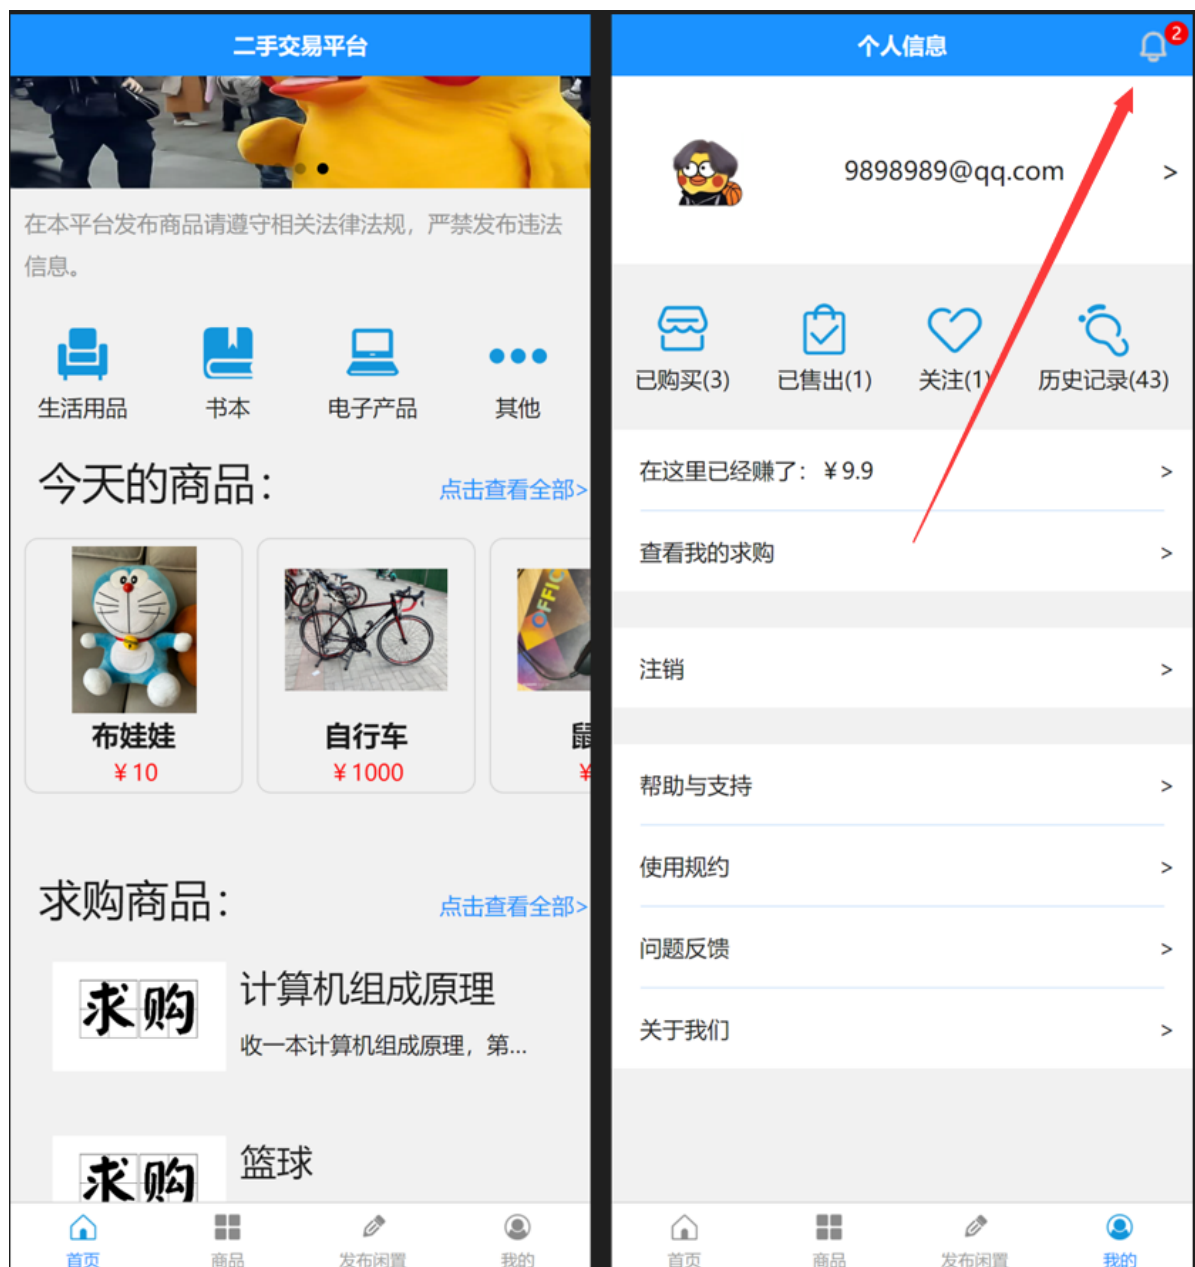 二手交易平台
在本平台发布商品请遵守相关法律法规，严禁发布违法
信息。
生活用品 书本 电子产品 其他
今天的商品： 点击查看全部>
OFFIC
布娃娃 自行车
￥10 ￥1000 ￥
求购商品： 点击查看全部>
求购
计算机组成原理
收一本计算机组成原理，第...
求购
篮球
首页 商品 发布闲置 我的
个人信息
2
9898989@qq.com >
已购买(3) 已售出(1) 关注(1) 历史记录(43)
在这里已经赚了：￥9.9 >
查看我的求购 >
注销 >
帮助与支持 >
使用规约 >
问题反馈 >
关于我们 >
首页 商品 发布闲置 我的